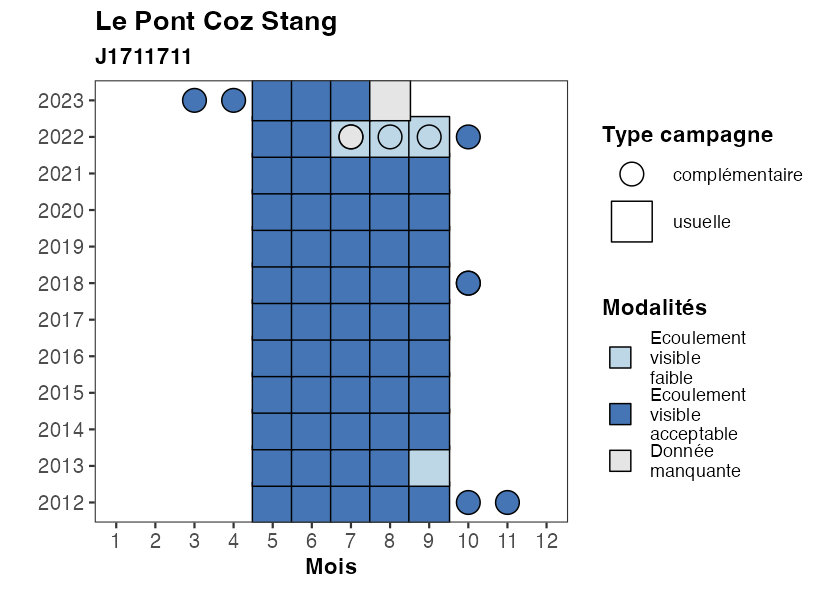 Le Pont Coz Stang
J1711711
2023
2022
2021
2020
2019
2018
2017
2016
2015
2014
2013
2012
1 2 3 4 5 6 7 8 9 10 11 12
Mois
Type campagne
complémentaire
usuelle
Modalités
Ecoulement
visible
faible
Ecoulement
visible
acceptable
Donnée
manquante